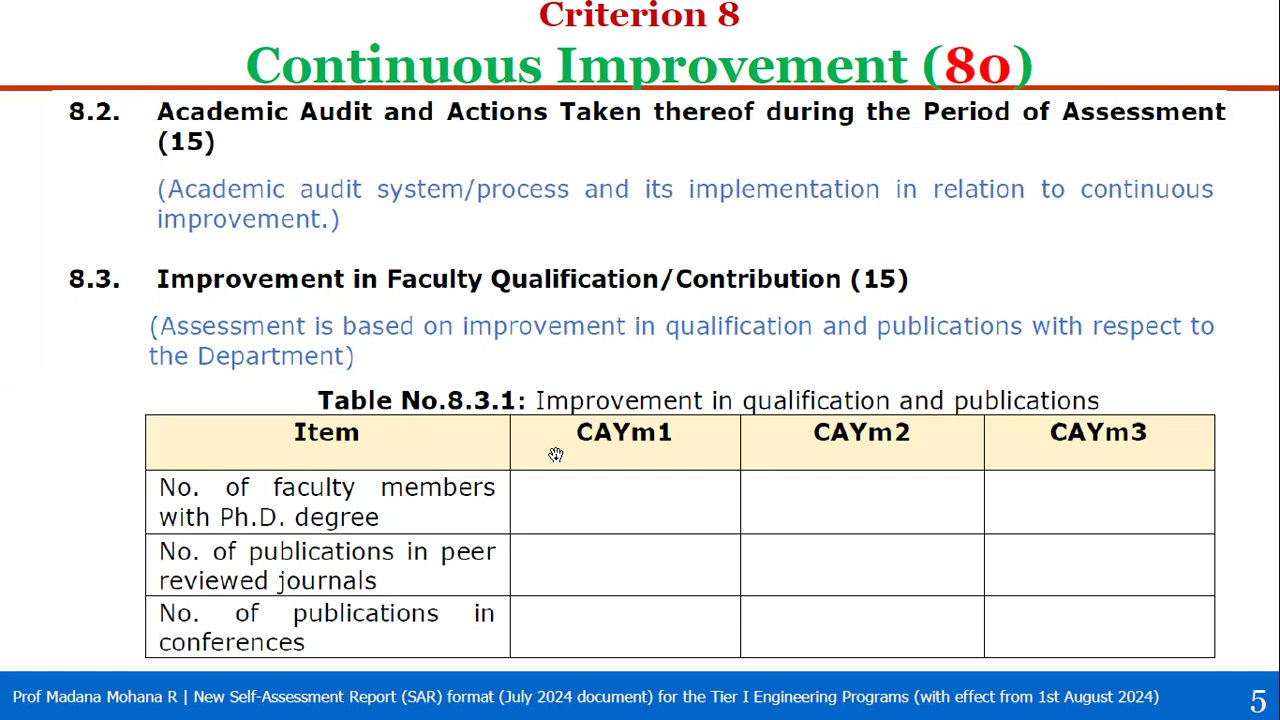 Criterion 8
Continuous Improvement (80)
8.2. Academic Audit and Actions Taken thereof during the Period of Assessment
(15)
(Academic audit system/process and its implementation in relation to continuous
improvement.)
8.3. Improvement in Faculty Qualification/Contribution (15)
(Assessment is based on improvement in qualification and publications with respect to
the Department)
Table No.8.3.1: Improvement in qualification and publications
Item CAYm1 CAYm2 CAYm3
No. of faculty members
with Ph.D. degree
No. of publications in peer
reviewed journals
No. of publications in
conferences
Prof Madana Mohana R | New Self-Assessment Report (SAR) format (July 2024 document) for the Tier I Engineering Programs (with effect from 1st August 2024) 5